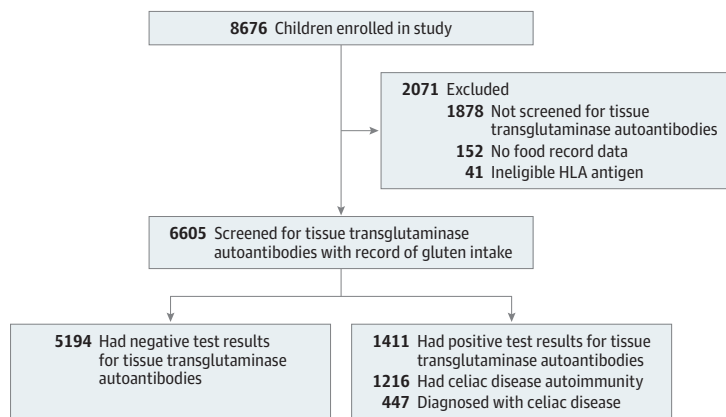 8676 Children enrolled in study
2071 Excluded
1878 Not screened for tissue
transglutaminase autoantibodies
152 No food record data
41 Ineligible HLA antigen
6605 Screened for tissue transglutaminase
autoantibodies with record of gluten intake
5194 Had negative test results
for tissue transglutaminase
autoantibodies
1411 Had positive test results for tissue
transglutaminase autoantibodies
1216 Had celiac disease autoimmunity
447 Diagnosed with celiac disease